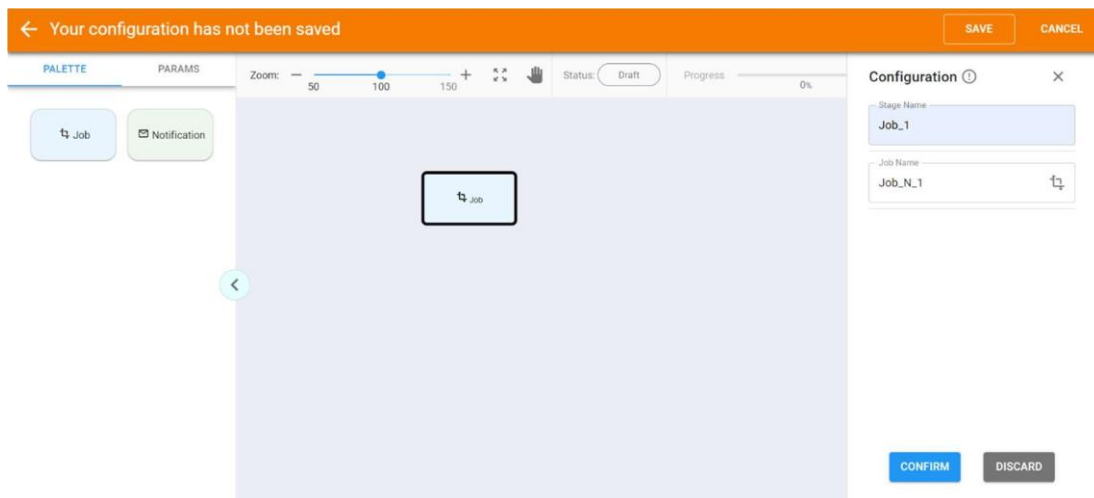 Your configuration has not been saved
SAVE
CANCEL
PALETTE
PARAMS
Zoom:
50
100
150
Status:
Draft
Progress
0%
Configuration
Job
Notification
Stage Name
Job_1
Job Name
Job_N_1
Job
CONFIRM
DISCARD